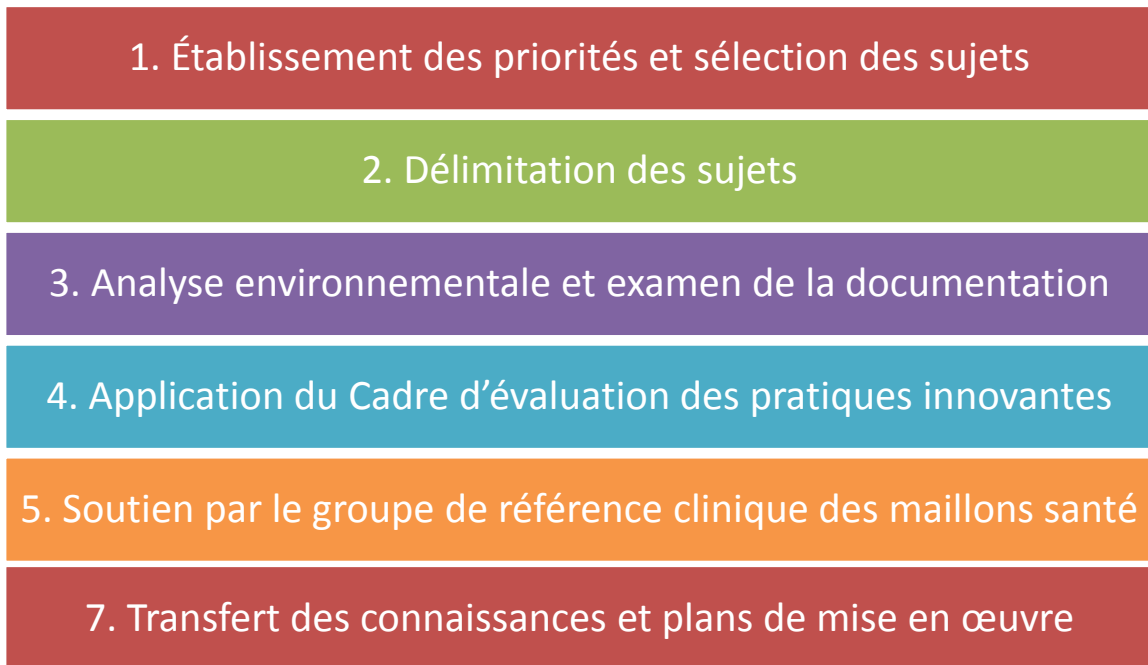 1. Établissement des priorités et sélection des sujets
2. Délimitation des sujets
3. Analyse environnementale et examen de la documentation
4. Application du Cadre d’évaluation des pratiques innovantes
5. Soutien par le groupe de référence clinique des maillons santé
7. Transfert des connaissances et plans de mise en œuvre